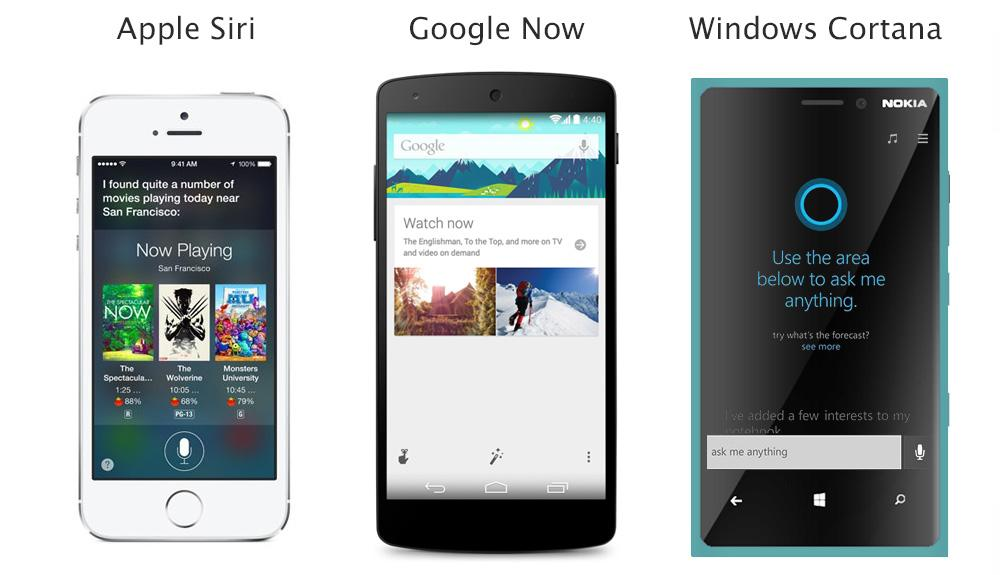 Apple Siri
Google Now
Windows Cortana
9:41 AM
100%
I found quite a number of
movies playing today near
San Francisco:
Now Playing
San Francisco
THE SPECTACULAR
NOW
MU
The
Spectacula...
1:25 ...
88%
R
The
Wolverine
10:05 ...
68%
PG-13
Monsters
University
10:45 ...
79%
G
?
4:40
Google
Watch now
The Englishman, To the Top, and more on TV
and video on demand
NOKIA
Use the area
below to ask me
anything.
try what's the forecast?
see more
I've added a few interests to my
notebook.
ask me anything